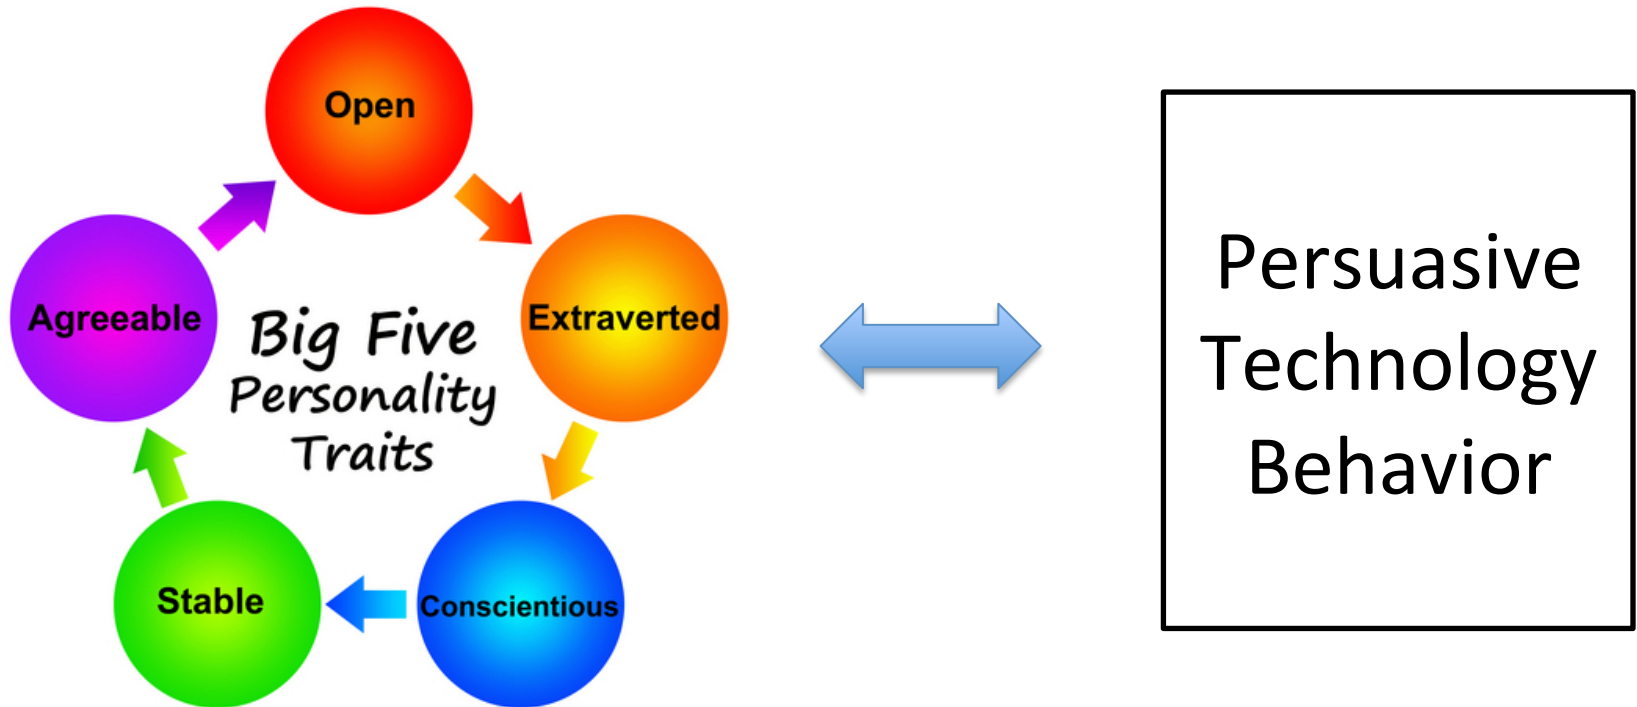 Open
Agreeable
Extraverted
Big Five
Personality
Traits
Stable
Conscientious
Persuasive
Technology
Behavior